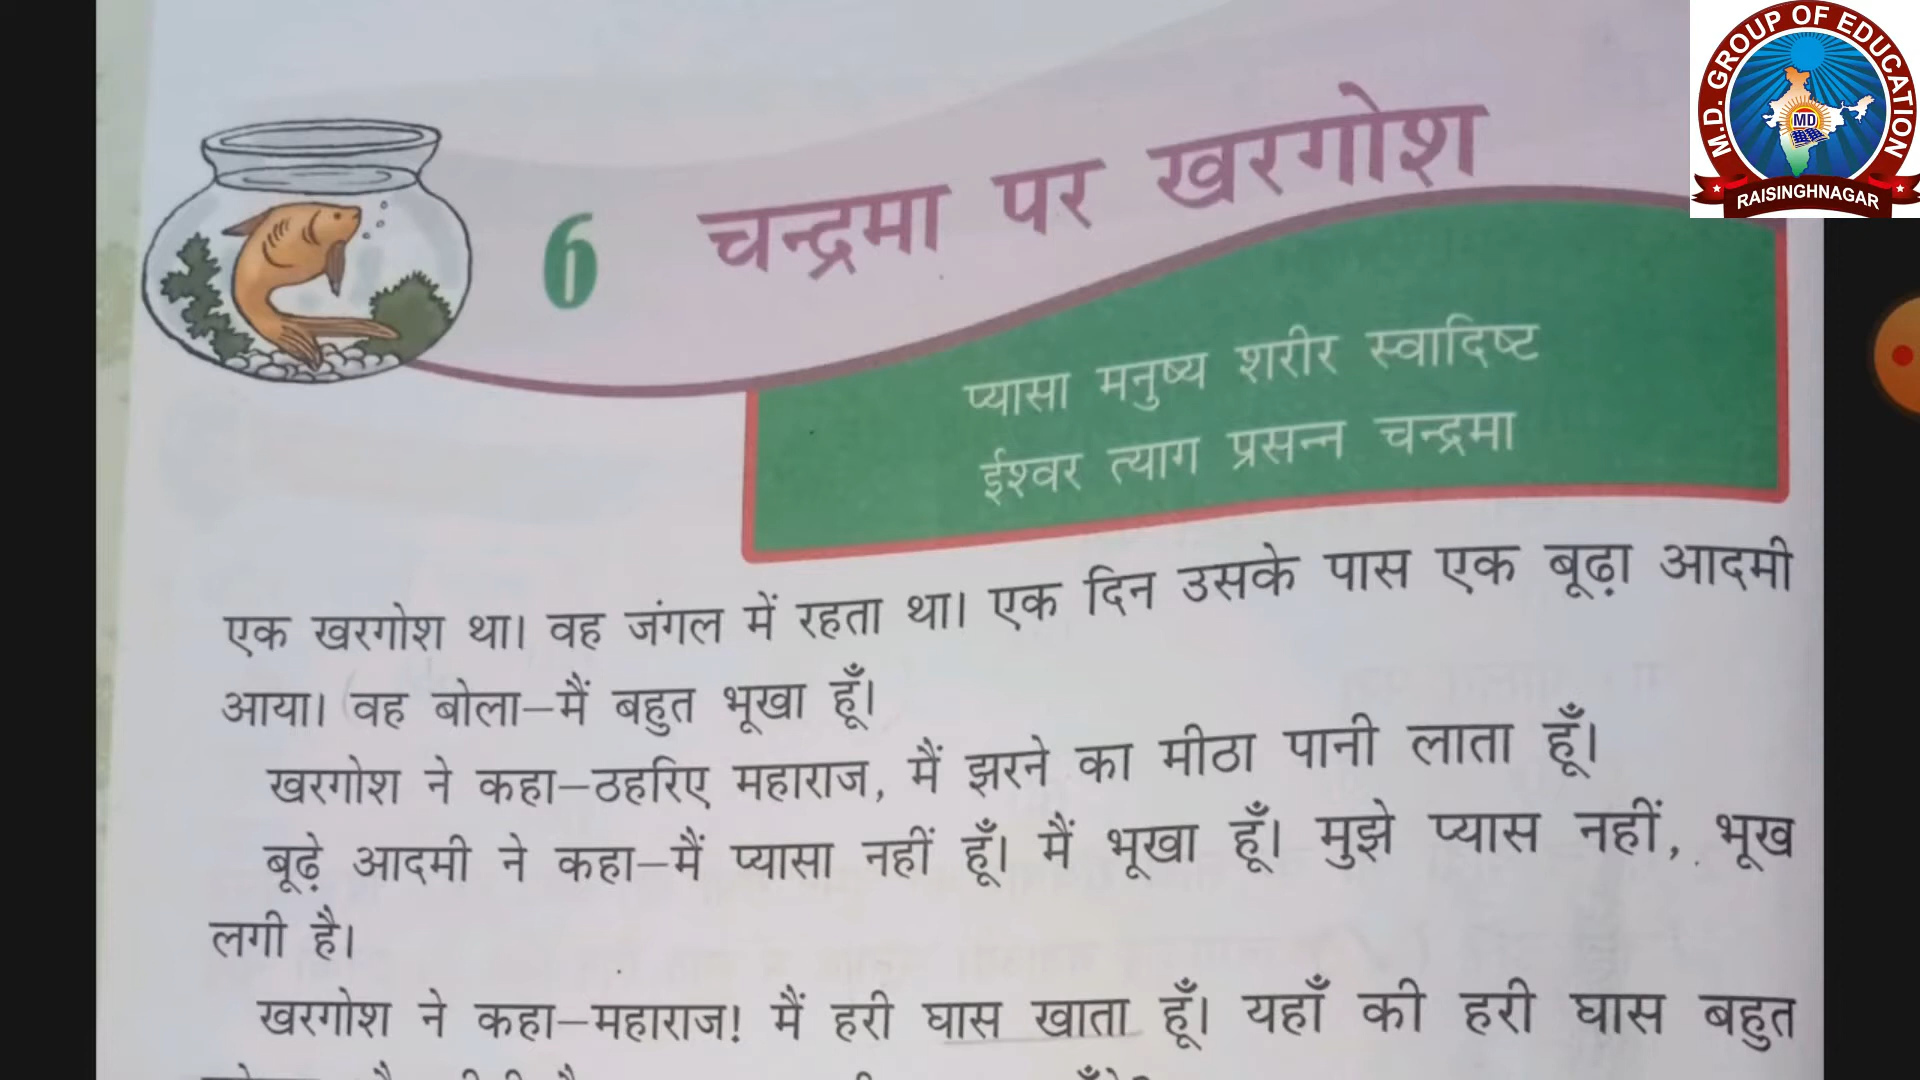 M.D. GROUP OF EDUCATION
MD
RAISINGHNAGAR
6 चन्द्रमा पर खरगोश
प्यासा मनुष्य शरीर स्वादिष्ट
ईश्वर त्याग प्रसन्न चन्द्रमा
एक खरगोश था। वह जंगल में रहता था। एक दिन उसके पास एक बूढ़ा आदमी
आया। वह बोला–मैं बहुत भूखा हूँ।
खरगोश ने कहा–ठहरिए महाराज, मैं झरने का मीठा पानी लाता हूँ।
बूढ़े आदमी ने कहा–मैं प्यासा नहीं हूँ। मैं भूखा हूँ। मुझे प्यास नहीं, भूख
लगी है।
खरगोश ने कहा–महाराज! मैं हरी घास खाता हूँ। यहाँ की हरी घास बहुत